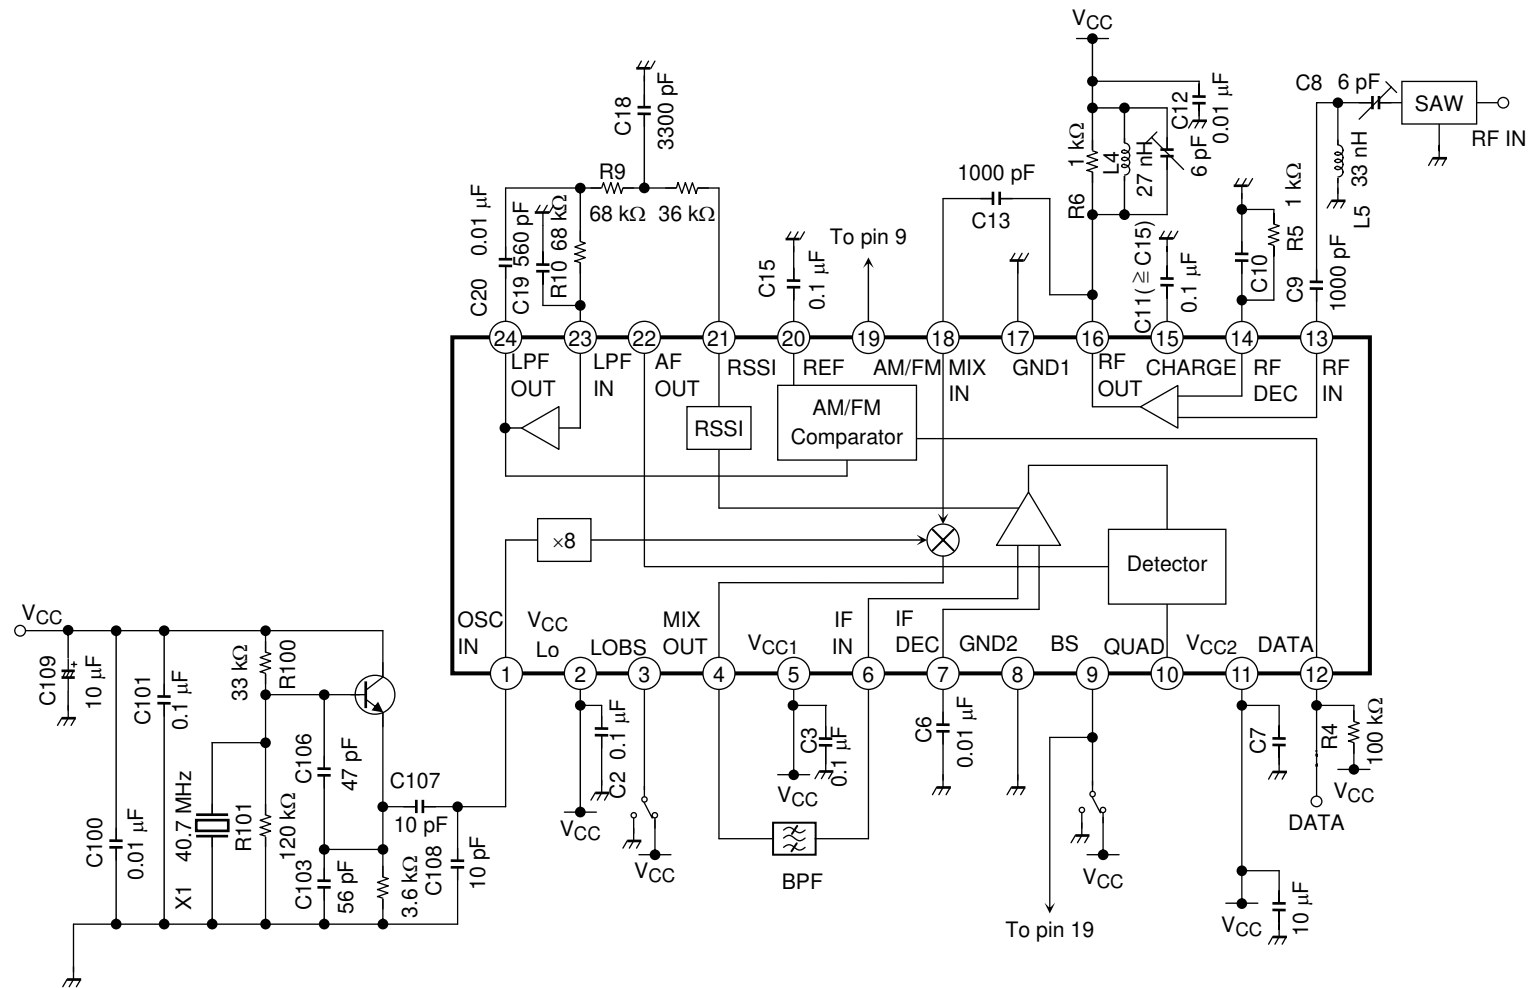 VCC
C18
3300 pF
C12
0.01 µF
C8
6 pF
SAW
RF IN
R9
68 kΩ
36 kΩ
1000 pF
C13
1 kΩ
R6
L4
27 nH
6 pF
1 kΩ
R5
33 nH
L5
0.01 µF
C20
560 pF
C19
68 kΩ
R10
C15
0.1 µF
To pin 9
C11( ≧ C15)
0.1 µF
C10
C9
1000 pF
24
23
22
21
20
19
18
17
16
15
14
13
LPF
OUT
LPF
IN
AF
OUT
RSSI
REF
AM/FM
MIX
IN
GND1
RF
OUT
CHARGE
RF
DEC
RF
IN
RSSI
AM/FM
Comparator
×8
Detector
OSC
IN
VCC
Lo
LOBS
MIX
OUT
VCC1
IF
IN
IF
DEC
GND2
BS
QUAD
VCC2
DATA
1
2
3
4
5
6
7
8
9
10
11
12
VCC
C109
10 µF
C101
0.1 µF
33 kΩ
R100
C106
47 pF
C107
10 pF
C100
0.01 µF
X1
40.7 MHz
R101
120 kΩ
C103
56 pF
3.6 kΩ
C108
10 pF
C2
0.1 µF
VCC
VCC
C3
0.1 µF
VCC
BPF
C6
0.01 µF
VCC
To pin 19
C7
VCC
10 µF
R4
100 kΩ
VCC
DATA